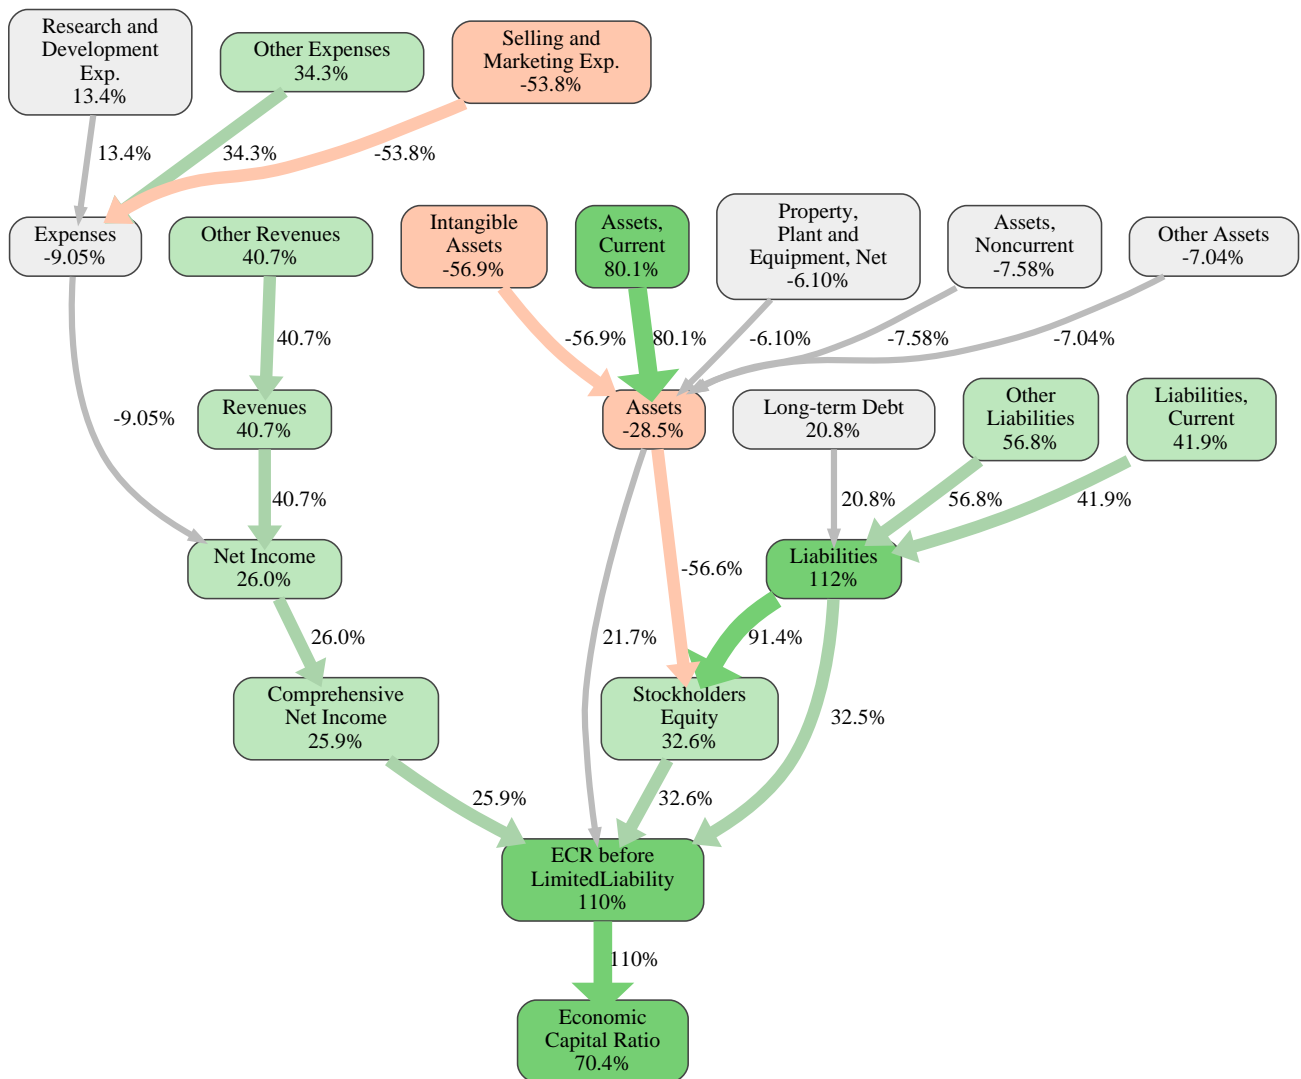 Research and
Development
Exp.
13.4%
Other Expenses
34.3%
Selling and
Marketing Exp.
-53.8%
13.4%
34.3%
-53.8%
Expenses
-9.05%
Other Revenues
40.7%
Intangible
Assets
-56.9%
Assets,
Current
80.1%
Property,
Plant and
Equipment, Net
-6.10%
Assets,
Noncurrent
-7.58%
Other Assets
-7.04%
40.7%
-56.9%
80.1%
-6.10%
-7.58%
-7.04%
-9.05%
Revenues
40.7%
Assets
-28.5%
Long-term Debt
20.8%
Other
Liabilities
56.8%
Liabilities,
Current
41.9%
40.7%
20.8%
56.8%
41.9%
Net Income
26.0%
-56.6%
Liabilities
112%
26.0%
21.7%
91.4%
Comprehensive
Net Income
25.9%
Stockholders
Equity
32.6%
32.5%
25.9%
32.6%
ECR before
LimitedLiability
110%
110%
Economic
Capital Ratio
70.4%